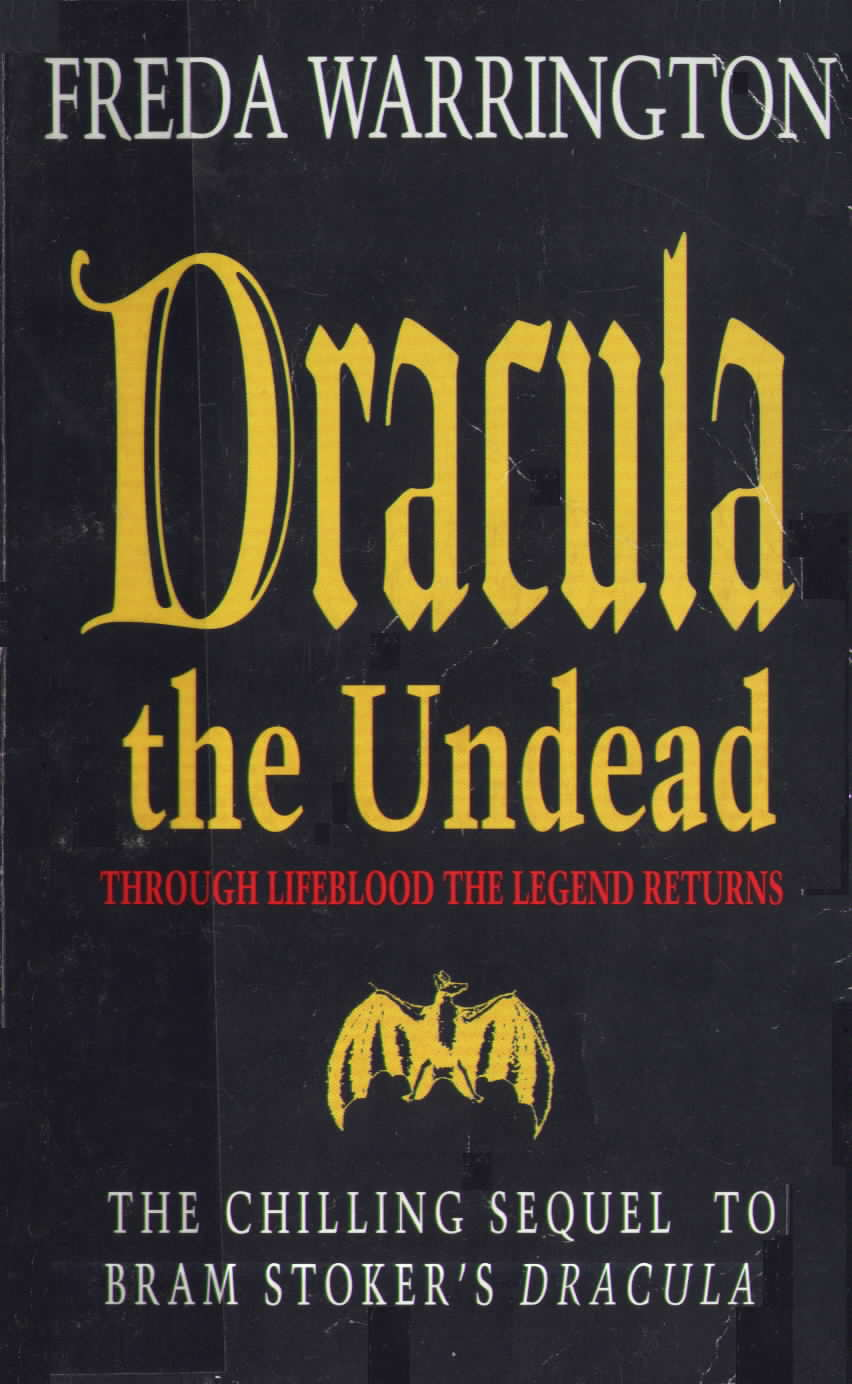 FREDA WARRINGTON
Dracula
the Undead
THROUGH LIFEBLOOD THE LEGEND RETURNS
THE CHILLING SEQUEL TO
BRAM STOKER'S DRACULA